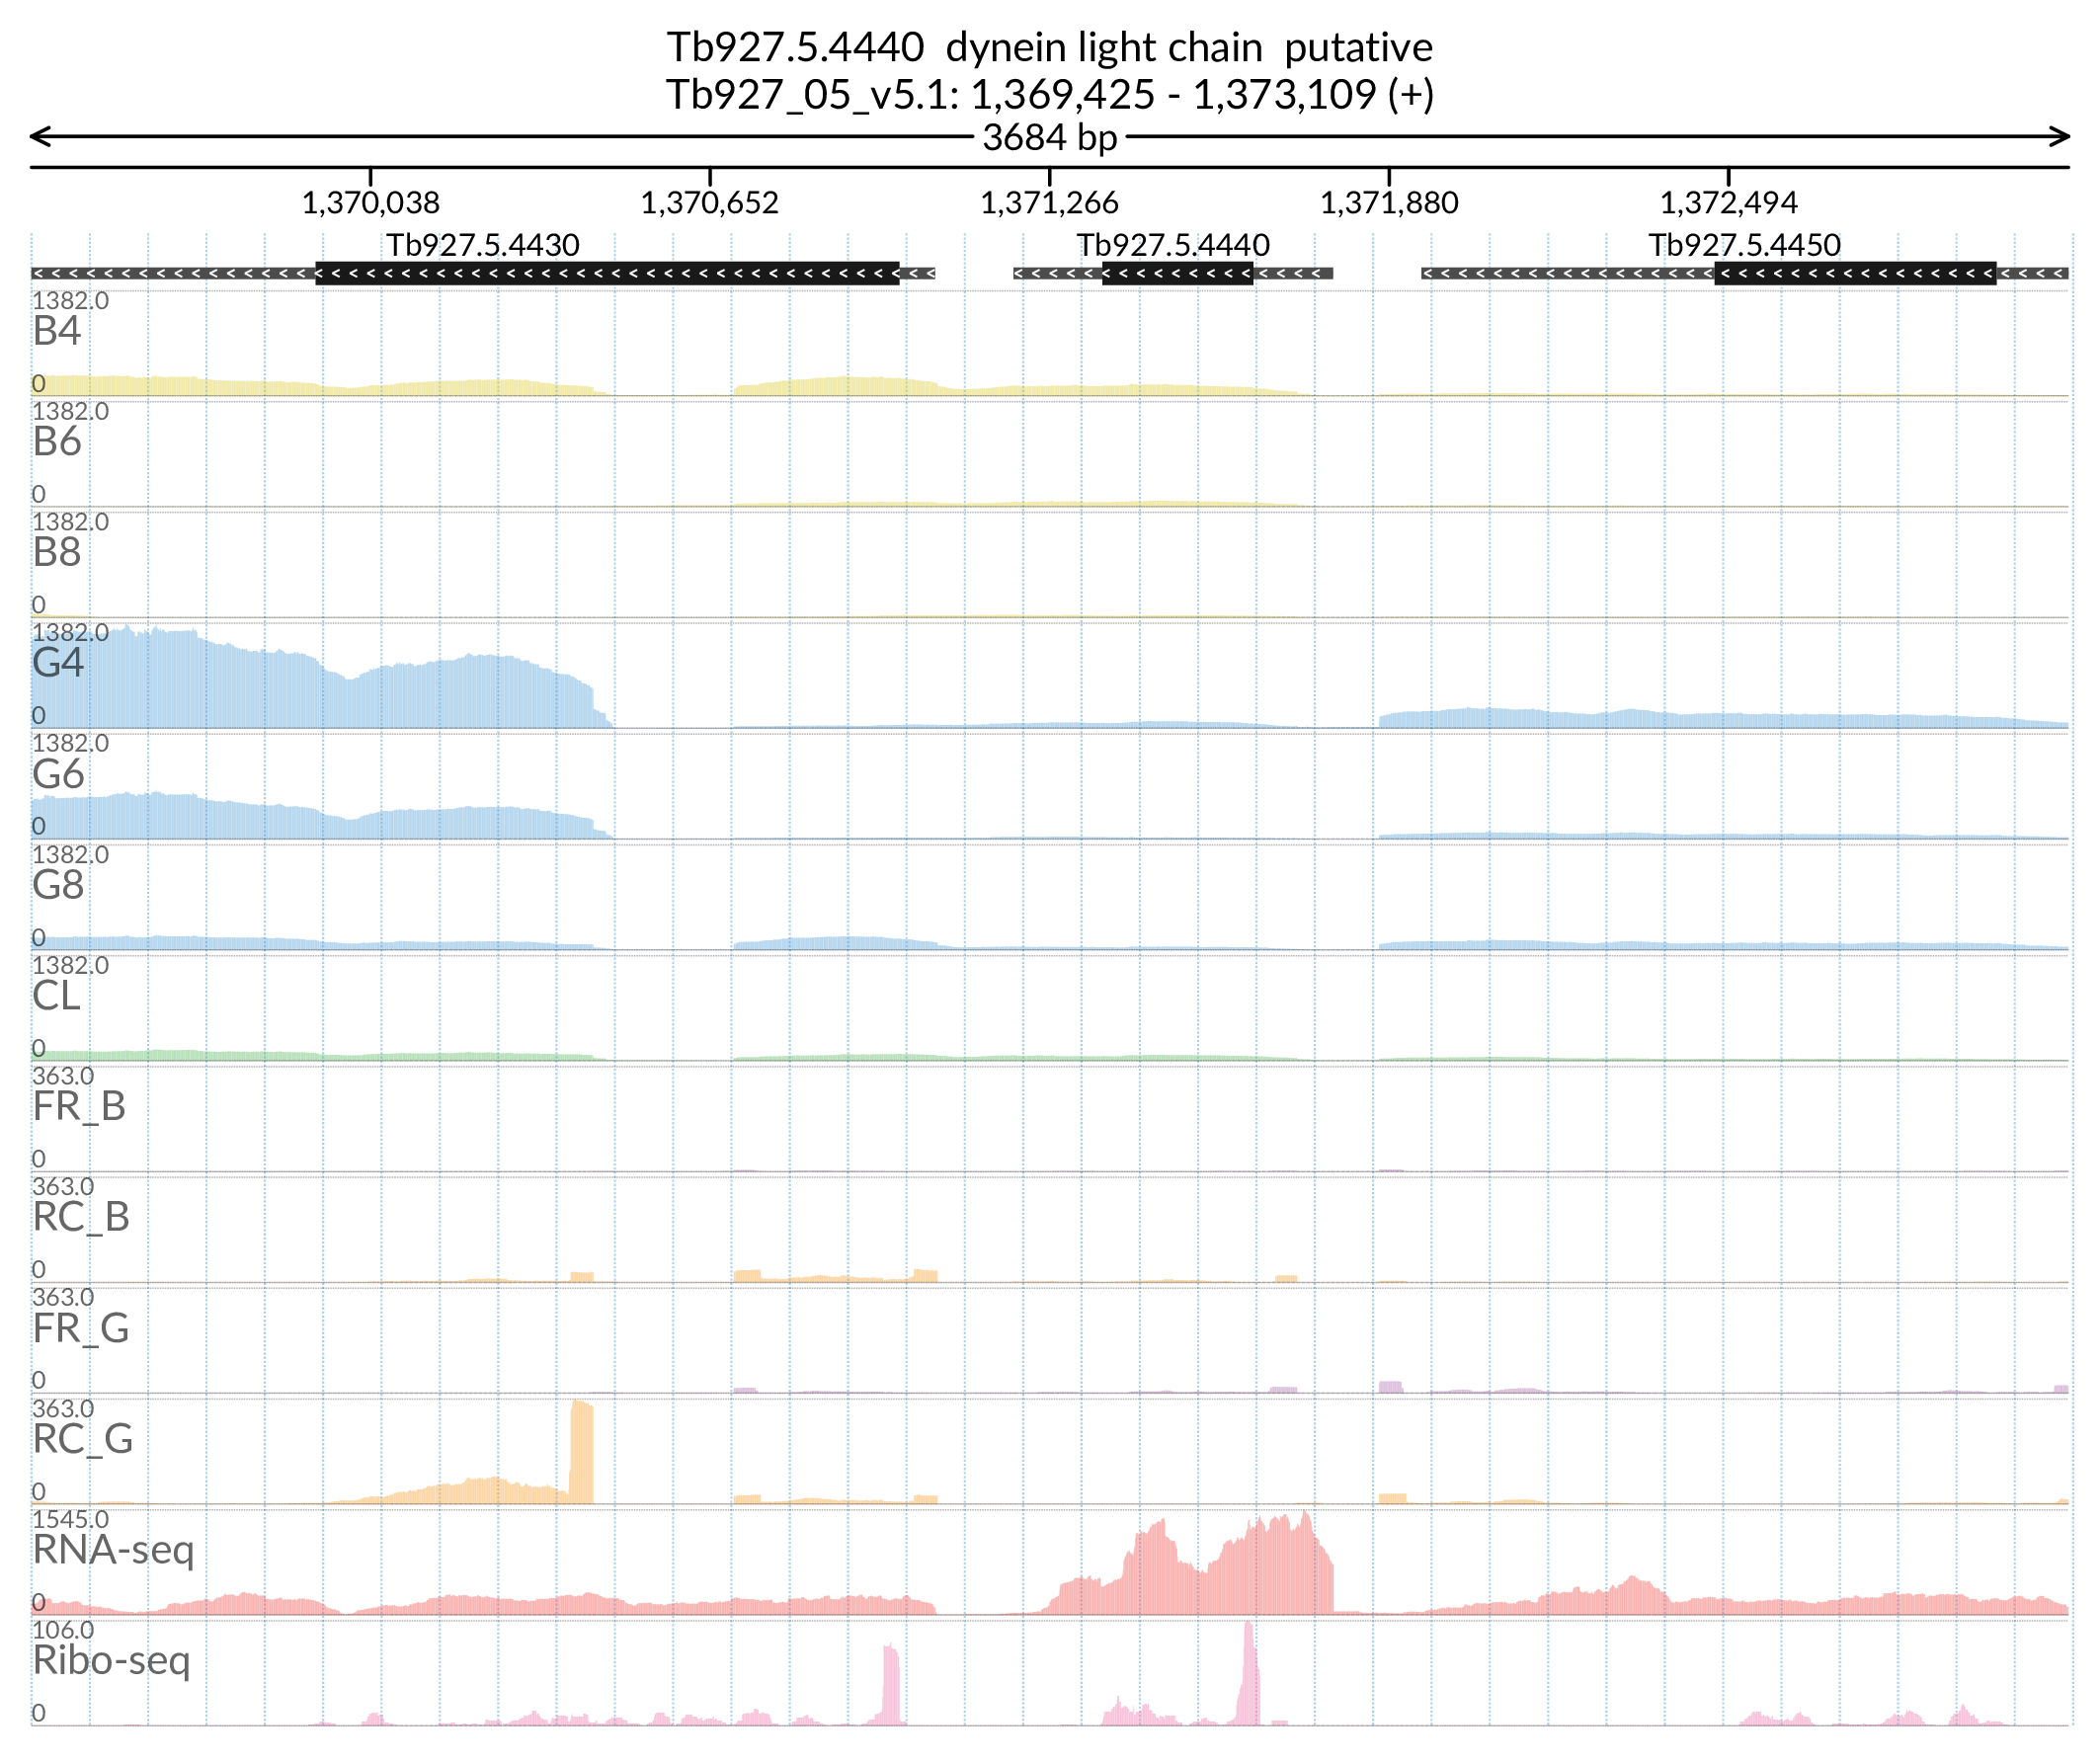 Tb927.5.4440  dynein light chain  putative
Tb927_05_v5.1: 1,369,425 - 1,373,109 (+)
3684 bp
1,370,038 1,370,652 1,371,266 1,371,880 1,372,494
Tb927.5.4430 Tb927.5.4440 Tb927.5.4450
1382.0
B4
0
1382.0
B6
0
1382.0
B8
0
1382.0
G4
0
1382.0
G6
0
1382.0
G8
0
1382.0
CL
0
363.0
FR_B
0
363.0
RC_B
0
363.0
FR_G
0
363.0
RC_G
0
1545.0
RNA-seq
0
106.0
Ribo-seq
0